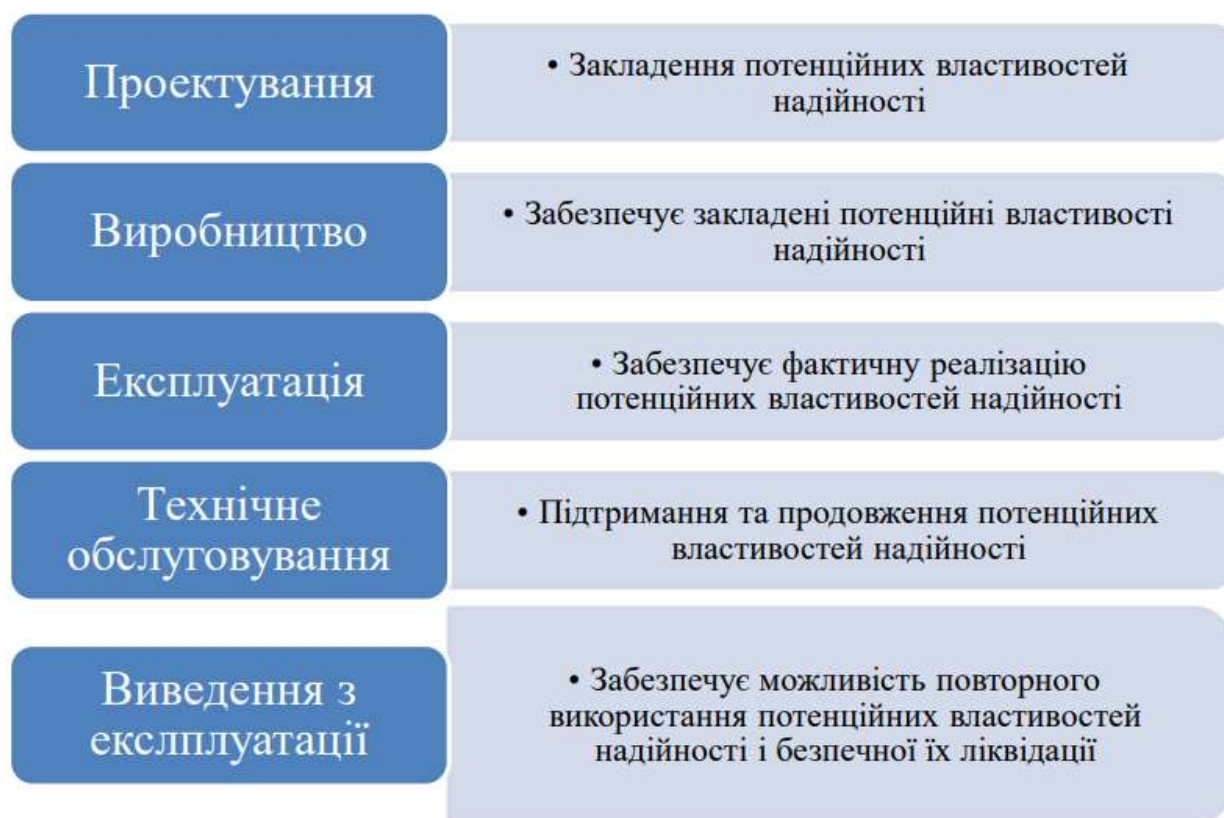 Проектування
• Закладення потенційних властивостей
надійності
Виробництво
• Забезпечує закладені потенційні властивості
надійності
Експлуатація
• Забезпечує фактичну реалізацію
потенційних властивостей надійності
Технічне
обслуговування
• Підтримання та продовження потенційних
властивостей надійності
Виведення з
екслплуатації
• Забезпечує можливість повторного
використання потенційних властивостей
надійності і безпечної їх ліквідації